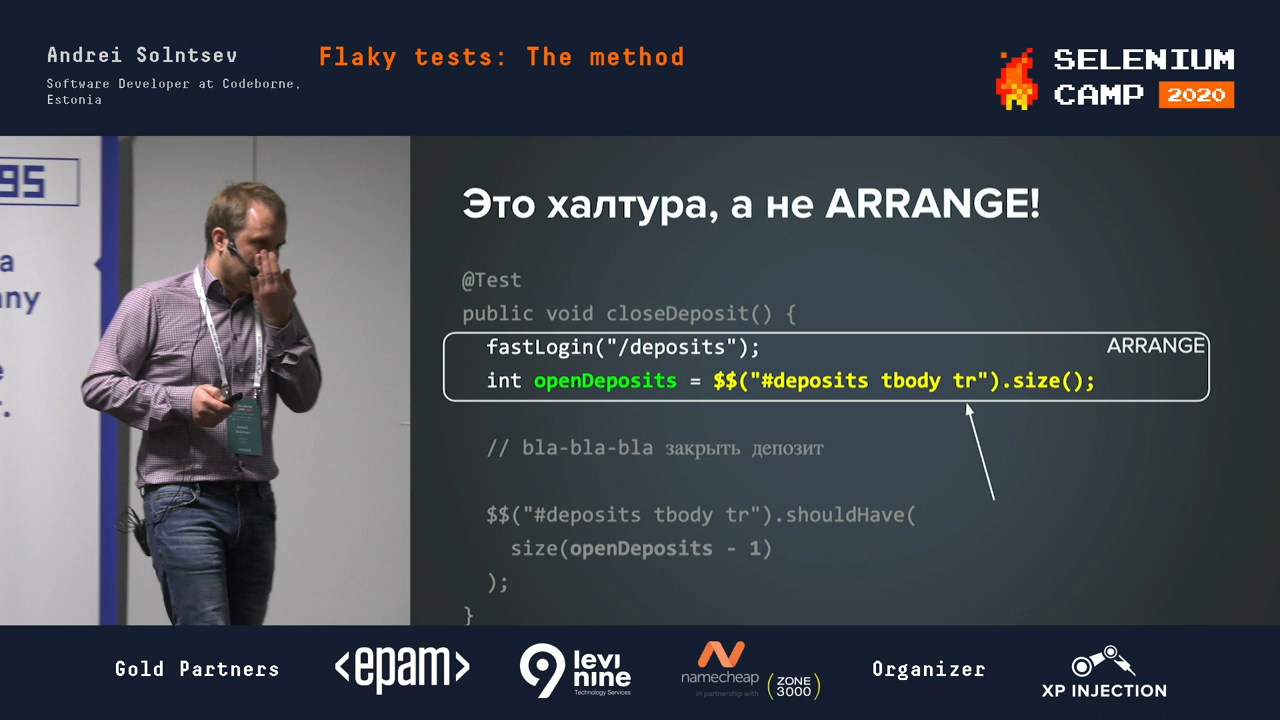 Andrei Solntsev
Software Developer at Codeborne,
Estonia
Flaky tests: The method
SELENIUM
CAMP 2020
95
a
ny
e
r.
Это халтура, а не ARRANGE!
@Test
public void closeDeposit() {
fastLogin("/deposits");
ARRANGE
int openDeposits = $$("#deposits tbody tr").size();
// bla-bla-bla закрыть депозит
$$("#deposits tbody tr").shouldHave(
size(openDeposits - 1)
);
}
Gold Partners
<epam>
9 levi
nine
Technology Services
namecheap
in partnership with
ZONE
3000
Organizer
XP INJECTION